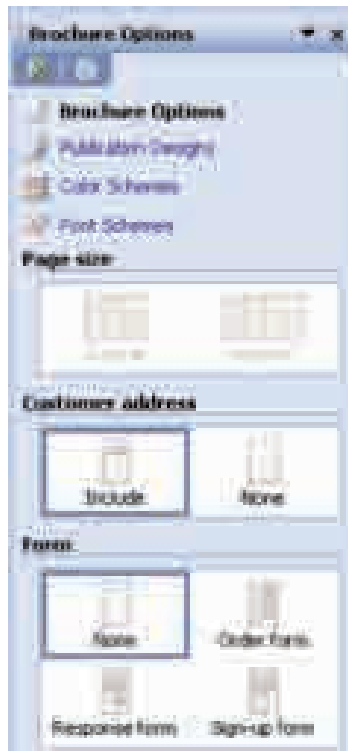 Brochure Options
Brochure Options
Publication Designs
Color Schemes
Font Schemes
Page size
Customer address
Include None
Form
None Order form
Response form Sign-up form